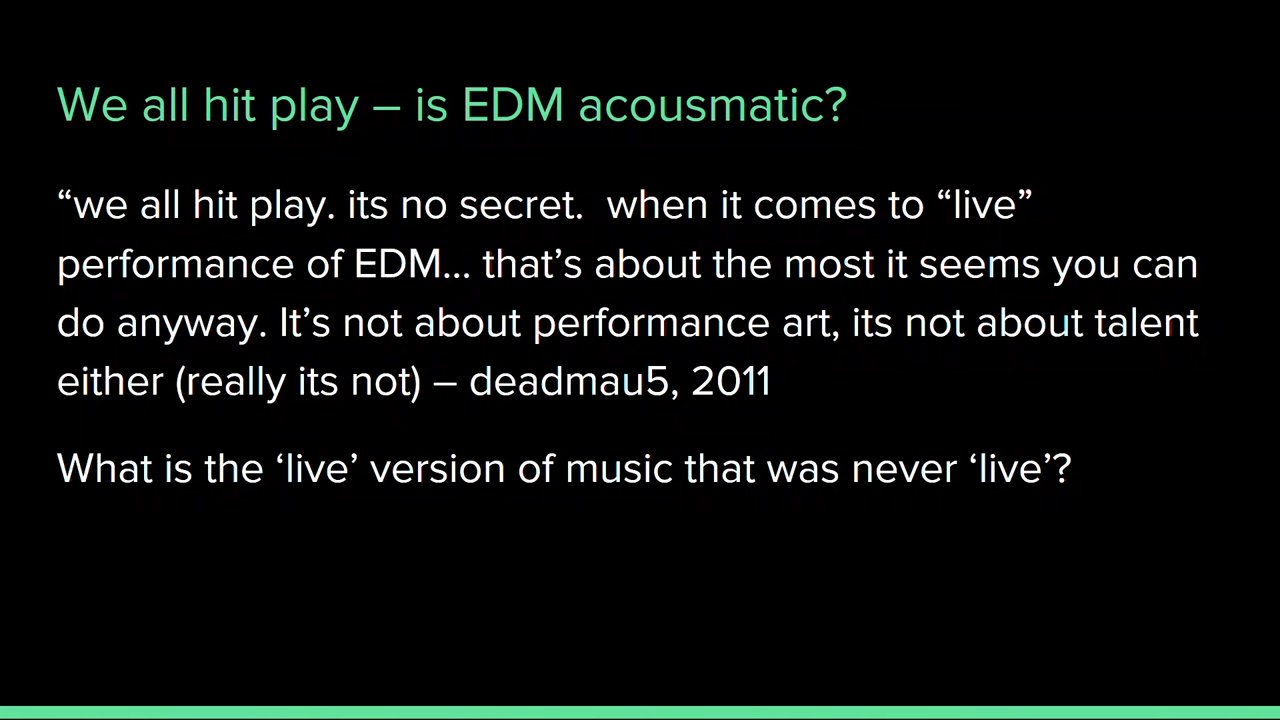 We all hit play – is EDM acousmatic?
“we all hit play. its no secret.  when it comes to “live”
performance of EDM... that’s about the most it seems you can
do anyway. It’s not about performance art, its not about talent
either (really its not) – deadmau5, 2011
What is the ‘live’ version of music that was never ‘live’?